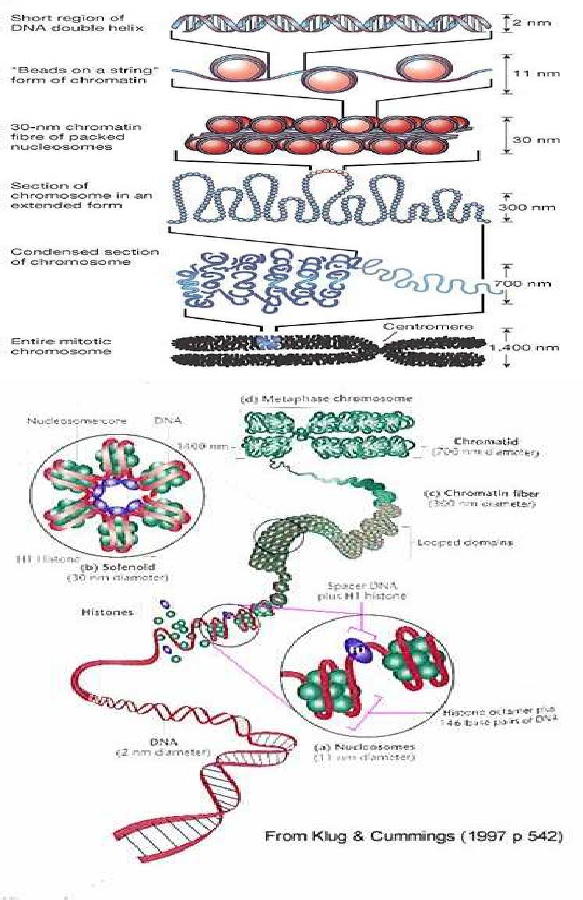 Short region of
DNA double helix
2 nm
"Beads on a string"
form of chromatin
11 nm
30-nm chromatin
fibre of packed
nucleosomes
30 nm
Section of
chromosome in an
extended form
300 nm
Condensed section
of chromosome
700 nm
Centromere
Entire mitotic
chromosome
1,400 nm
(d) Metaphase chromosome
Nucleosome core
DNA
1400 nm
Chromatid
(700 nm diameter)
(c) Chromatin fiber
(300 nm diameter)
Looped domains
H1 Histone
(b) Solenoid
(30 nm diameter)
Spacer DNA
plus H1 histone
Histones
H1
Histone octamer plus
146 base pairs of DNA
DNA
(2 nm diameter)
(a) Nucleosomes
(11 nm diameter)
From Klug & Cummings (1997 p 542)